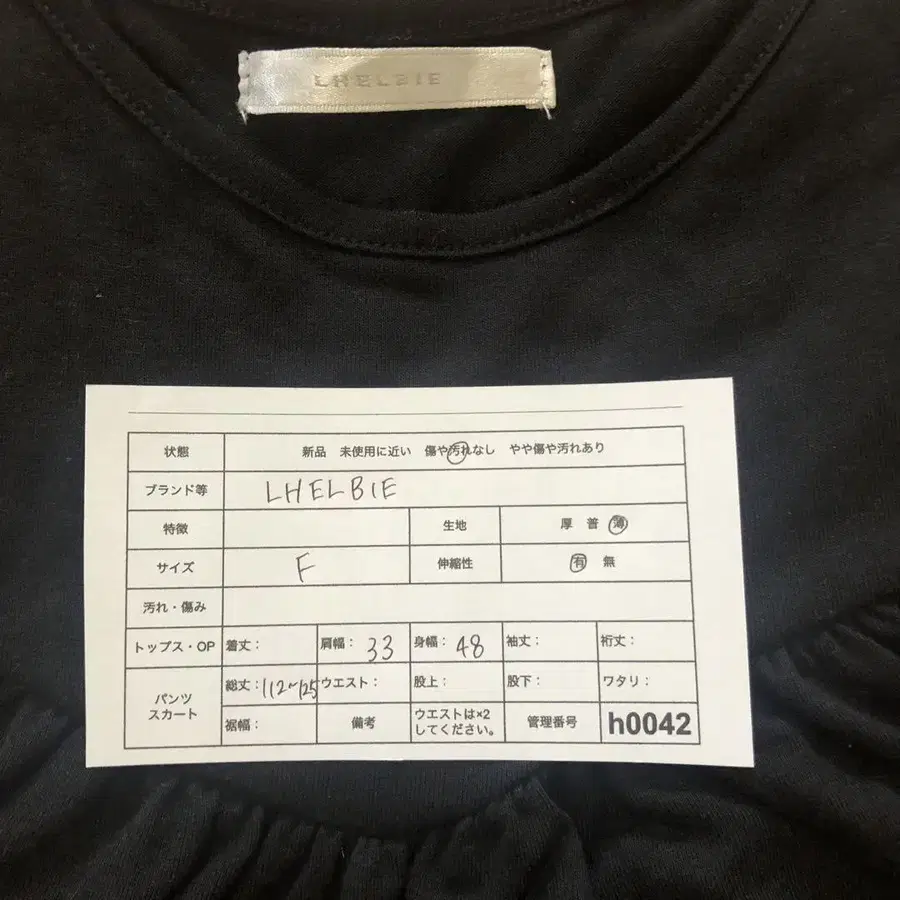 LHELBIE
状態 新品 未使用に近い 傷や汚れなし やや傷や汚れあり
ブランド等 LHELBIE
特徴 生地 厚 普 薄
サイズ F 伸縮性 有 無
汚れ・傷み
トップス・OP 着丈： 肩幅：33 身幅：48 袖丈： 裄丈：
パンツ スカート 総丈：112~125 ウエスト： 股上： 股下： ワタリ：
裾幅： 備考 ウエストは×2 してください。 管理番号 h0042